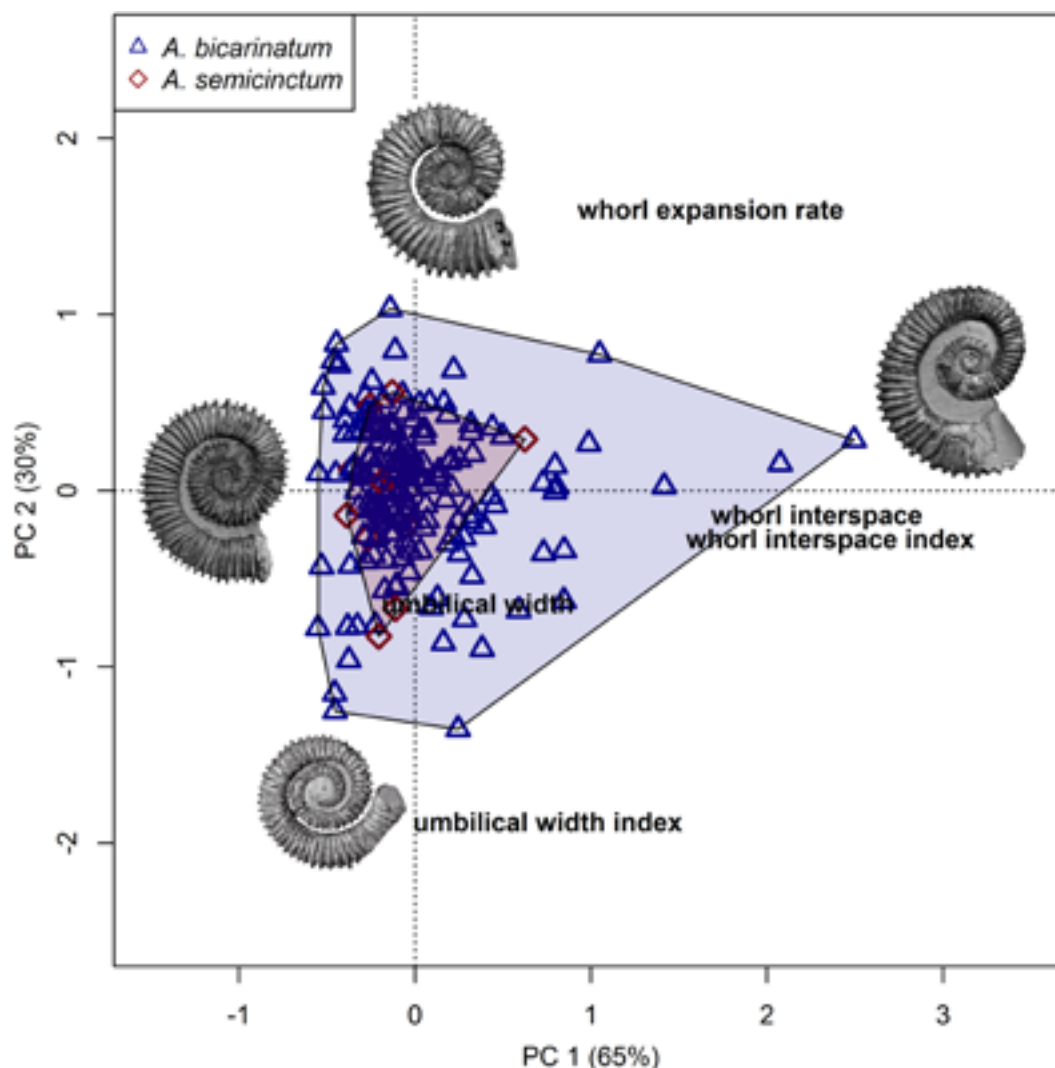 A. bicarinatum
A. semicinctum
whorl expansion rate
whorl interspace
whorl interspace index
umbilical width
umbilical width index
2
1
0
-1
-2
PC 2 (30%)
-1
0
1
2
3
PC 1 (65%)